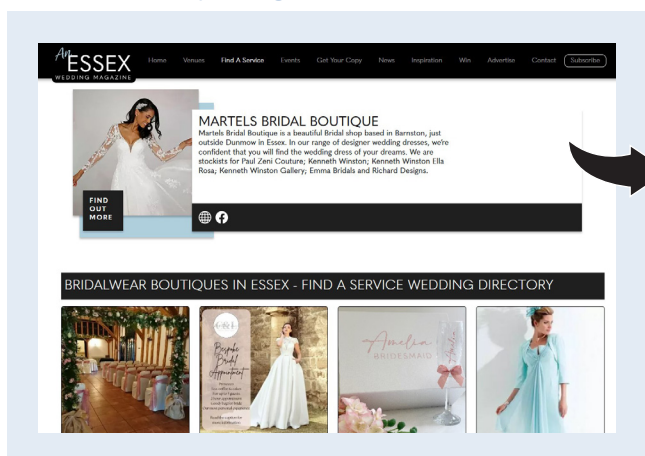 An
ESSEX
WEDDING MAGAZINE
Home Venues Find A Service Events Get Your Copy News Inspiration Win Advertise Contact Subscribe
MARTELS BRIDAL BOUTIQUE
Martels Bridal Boutique is a beautiful Bridal shop based in Barnston, just
outside Dunmow in Essex. In our range of designer wedding dresses, we're
confident that you will find the wedding dress of your dreams. We are
stockists for Paul Zeni Couture; Kenneth Winston; Kenneth Winston Ella
Rosa; Kenneth Winston Gallery; Emma Bridals and Richard Designs.
FIND
OUT
MORE
BRIDALWEAR BOUTIQUES IN ESSEX - FIND A SERVICE WEDDING DIRECTORY
Bespoke
Bridal
Appointment
Amelia
BRIDESMAID